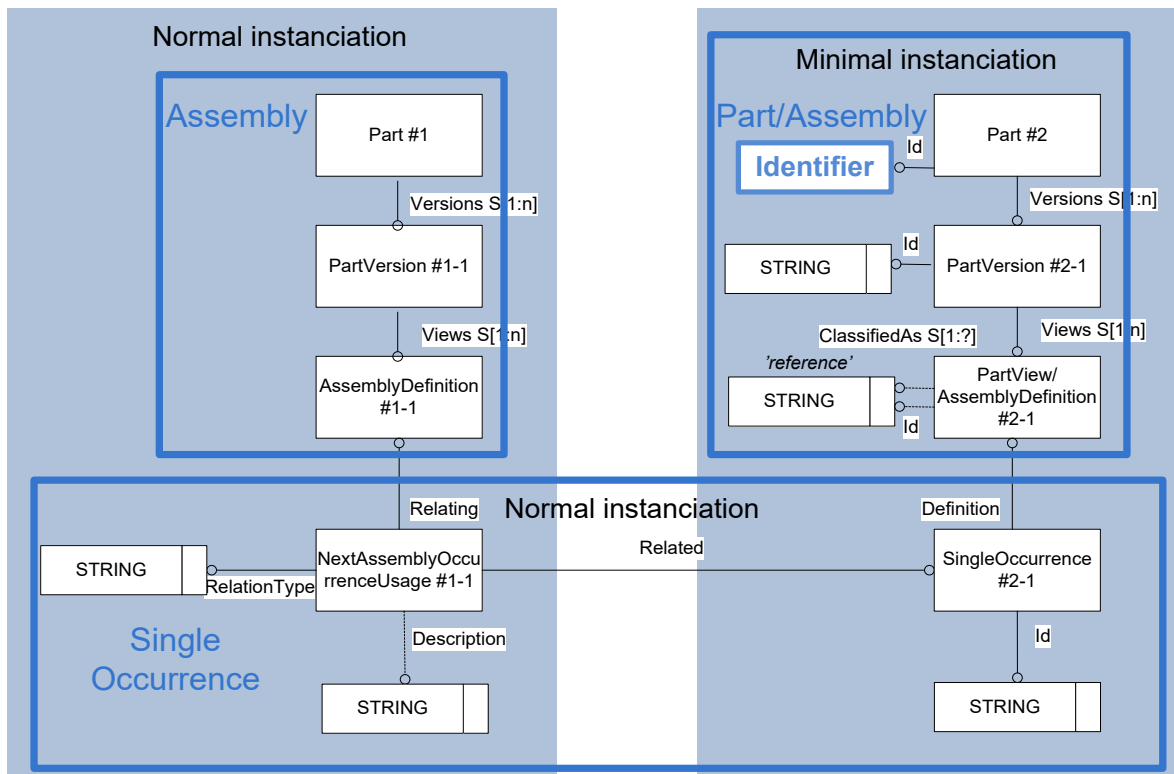 Normal instanciation
Assembly
Part #1
Versions S[1:n]
PartVersion #1-1
Views S[1:n]
AssemblyDefinition
#1-1
Minimal instanciation
Part/Assembly
Part #2
Id
Identifier
Versions S[1:n]
Id
STRING
PartVersion #2-1
ClassifiedAs S[1:?]
Views S[1:n]
'reference'
STRING
PartView/
AssemblyDefinition
#2-1
Id
Relating
Normal instanciation
Definition
STRING
RelationType
NextAssemblyOccu
rrenceUsage #1-1
Related
SingleOccurrence
#2-1
Single
Occurrence
Description
Id
STRING
STRING